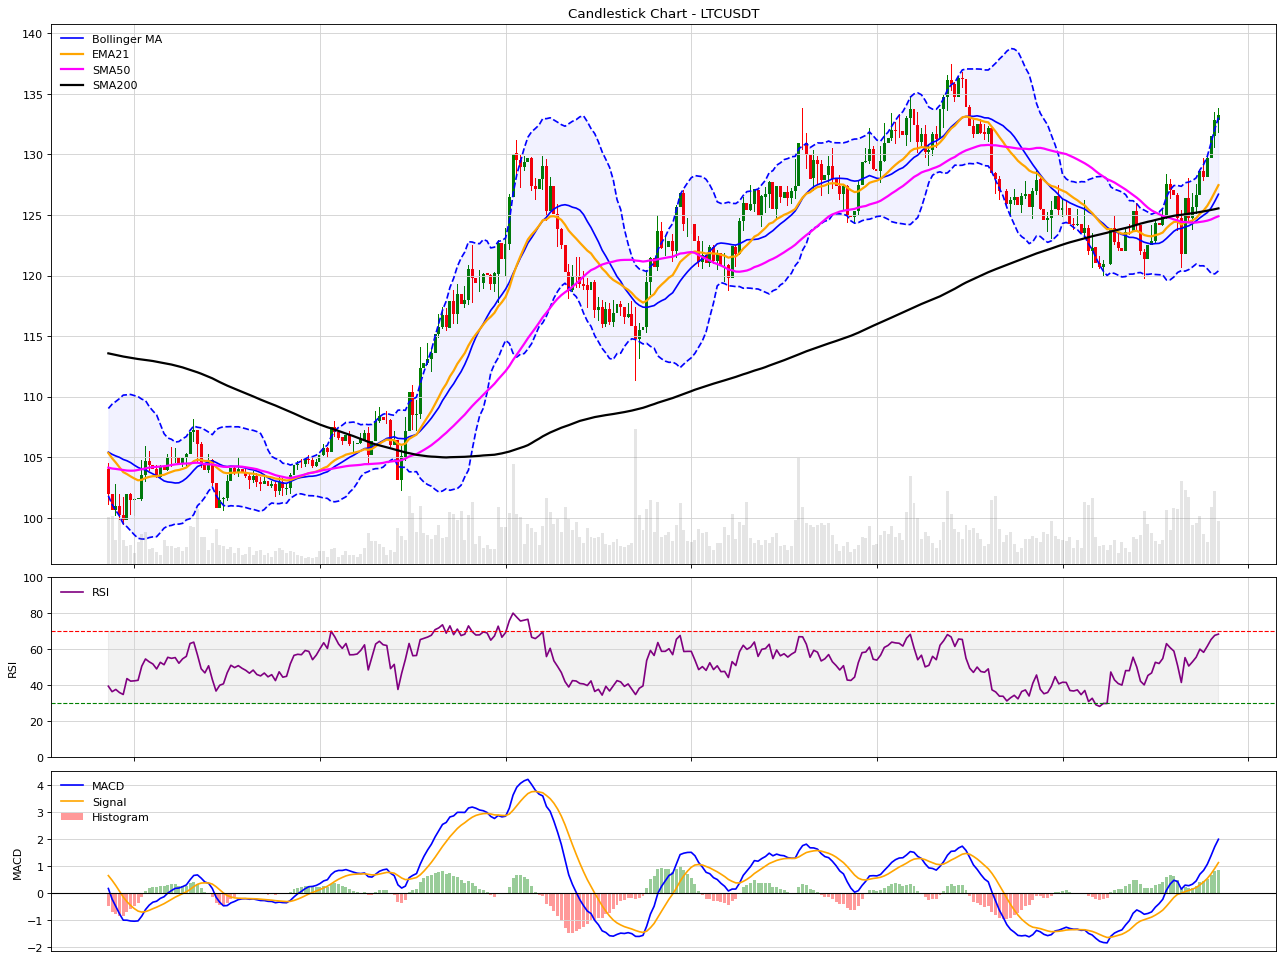 Candlestick Chart - LTCUSDT
Bollinger MA
EMA21
SMA50
SMA200
140
135
130
125
120
115
110
105
100
RSI
100
80
60
40
20
0
RSI
MACD
Signal
Histogram
4
3
2
1
0
−1
−2
MACD